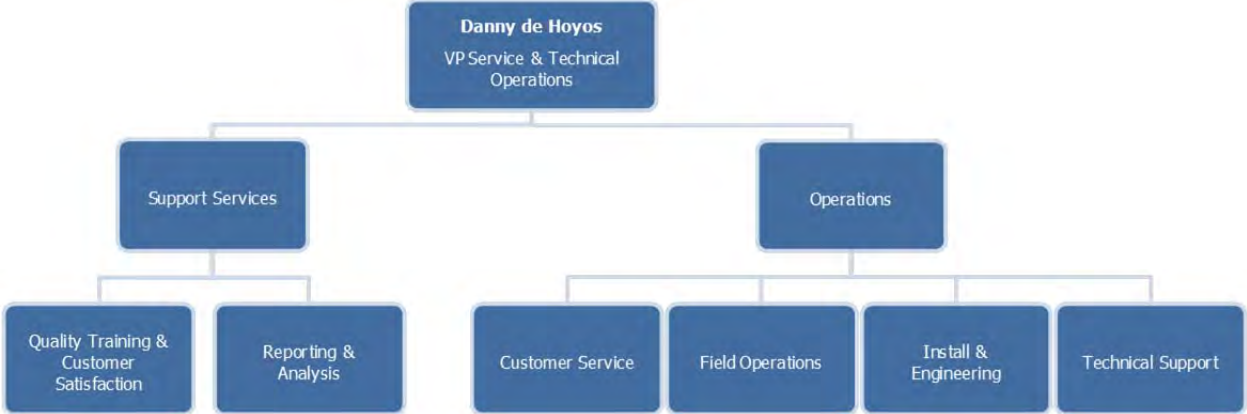 Danny de Hoyos
VP Service & Technical
Operations
Support Services
Operations
Quality Training &
Customer
Satisfaction
Reporting &
Analysis
Customer Service
Field Operations
Install &
Engineering
Technical Support